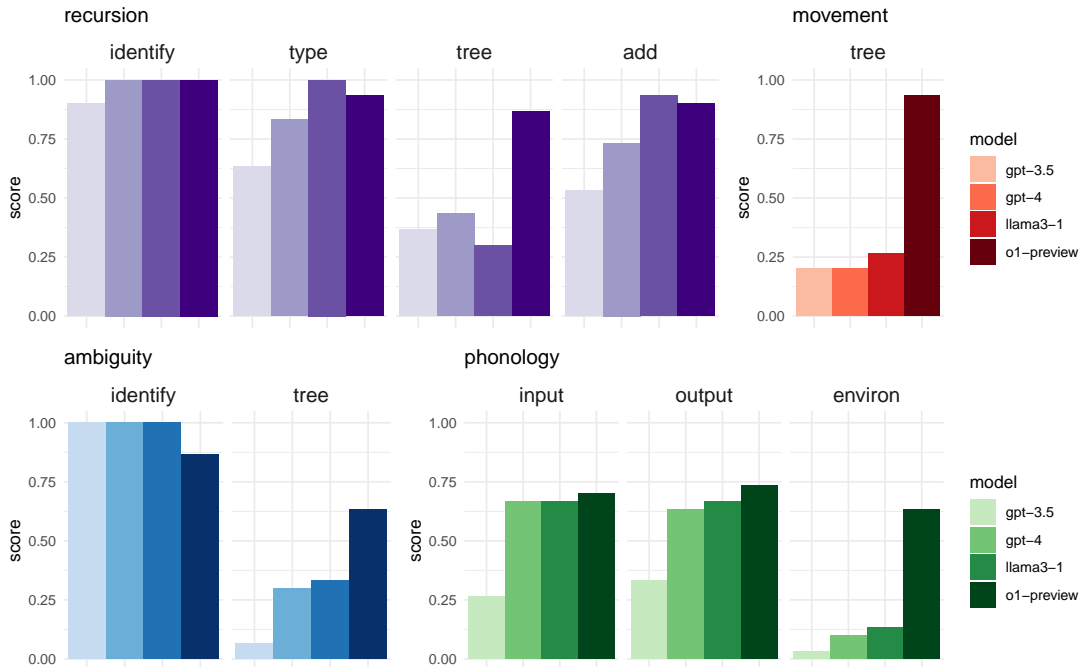 recursion
identify
type
tree
add
score
1.00
0.75
0.50
0.25
0.00
movement
tree
score
1.00
0.75
0.50
0.25
0.00
model
gpt−3.5
gpt−4
llama3−1
o1−preview
ambiguity
identify
tree
score
1.00
0.75
0.50
0.25
0.00
phonology
input
output
environ
score
1.00
0.75
0.50
0.25
0.00
model
gpt−3.5
gpt−4
llama3−1
o1−preview